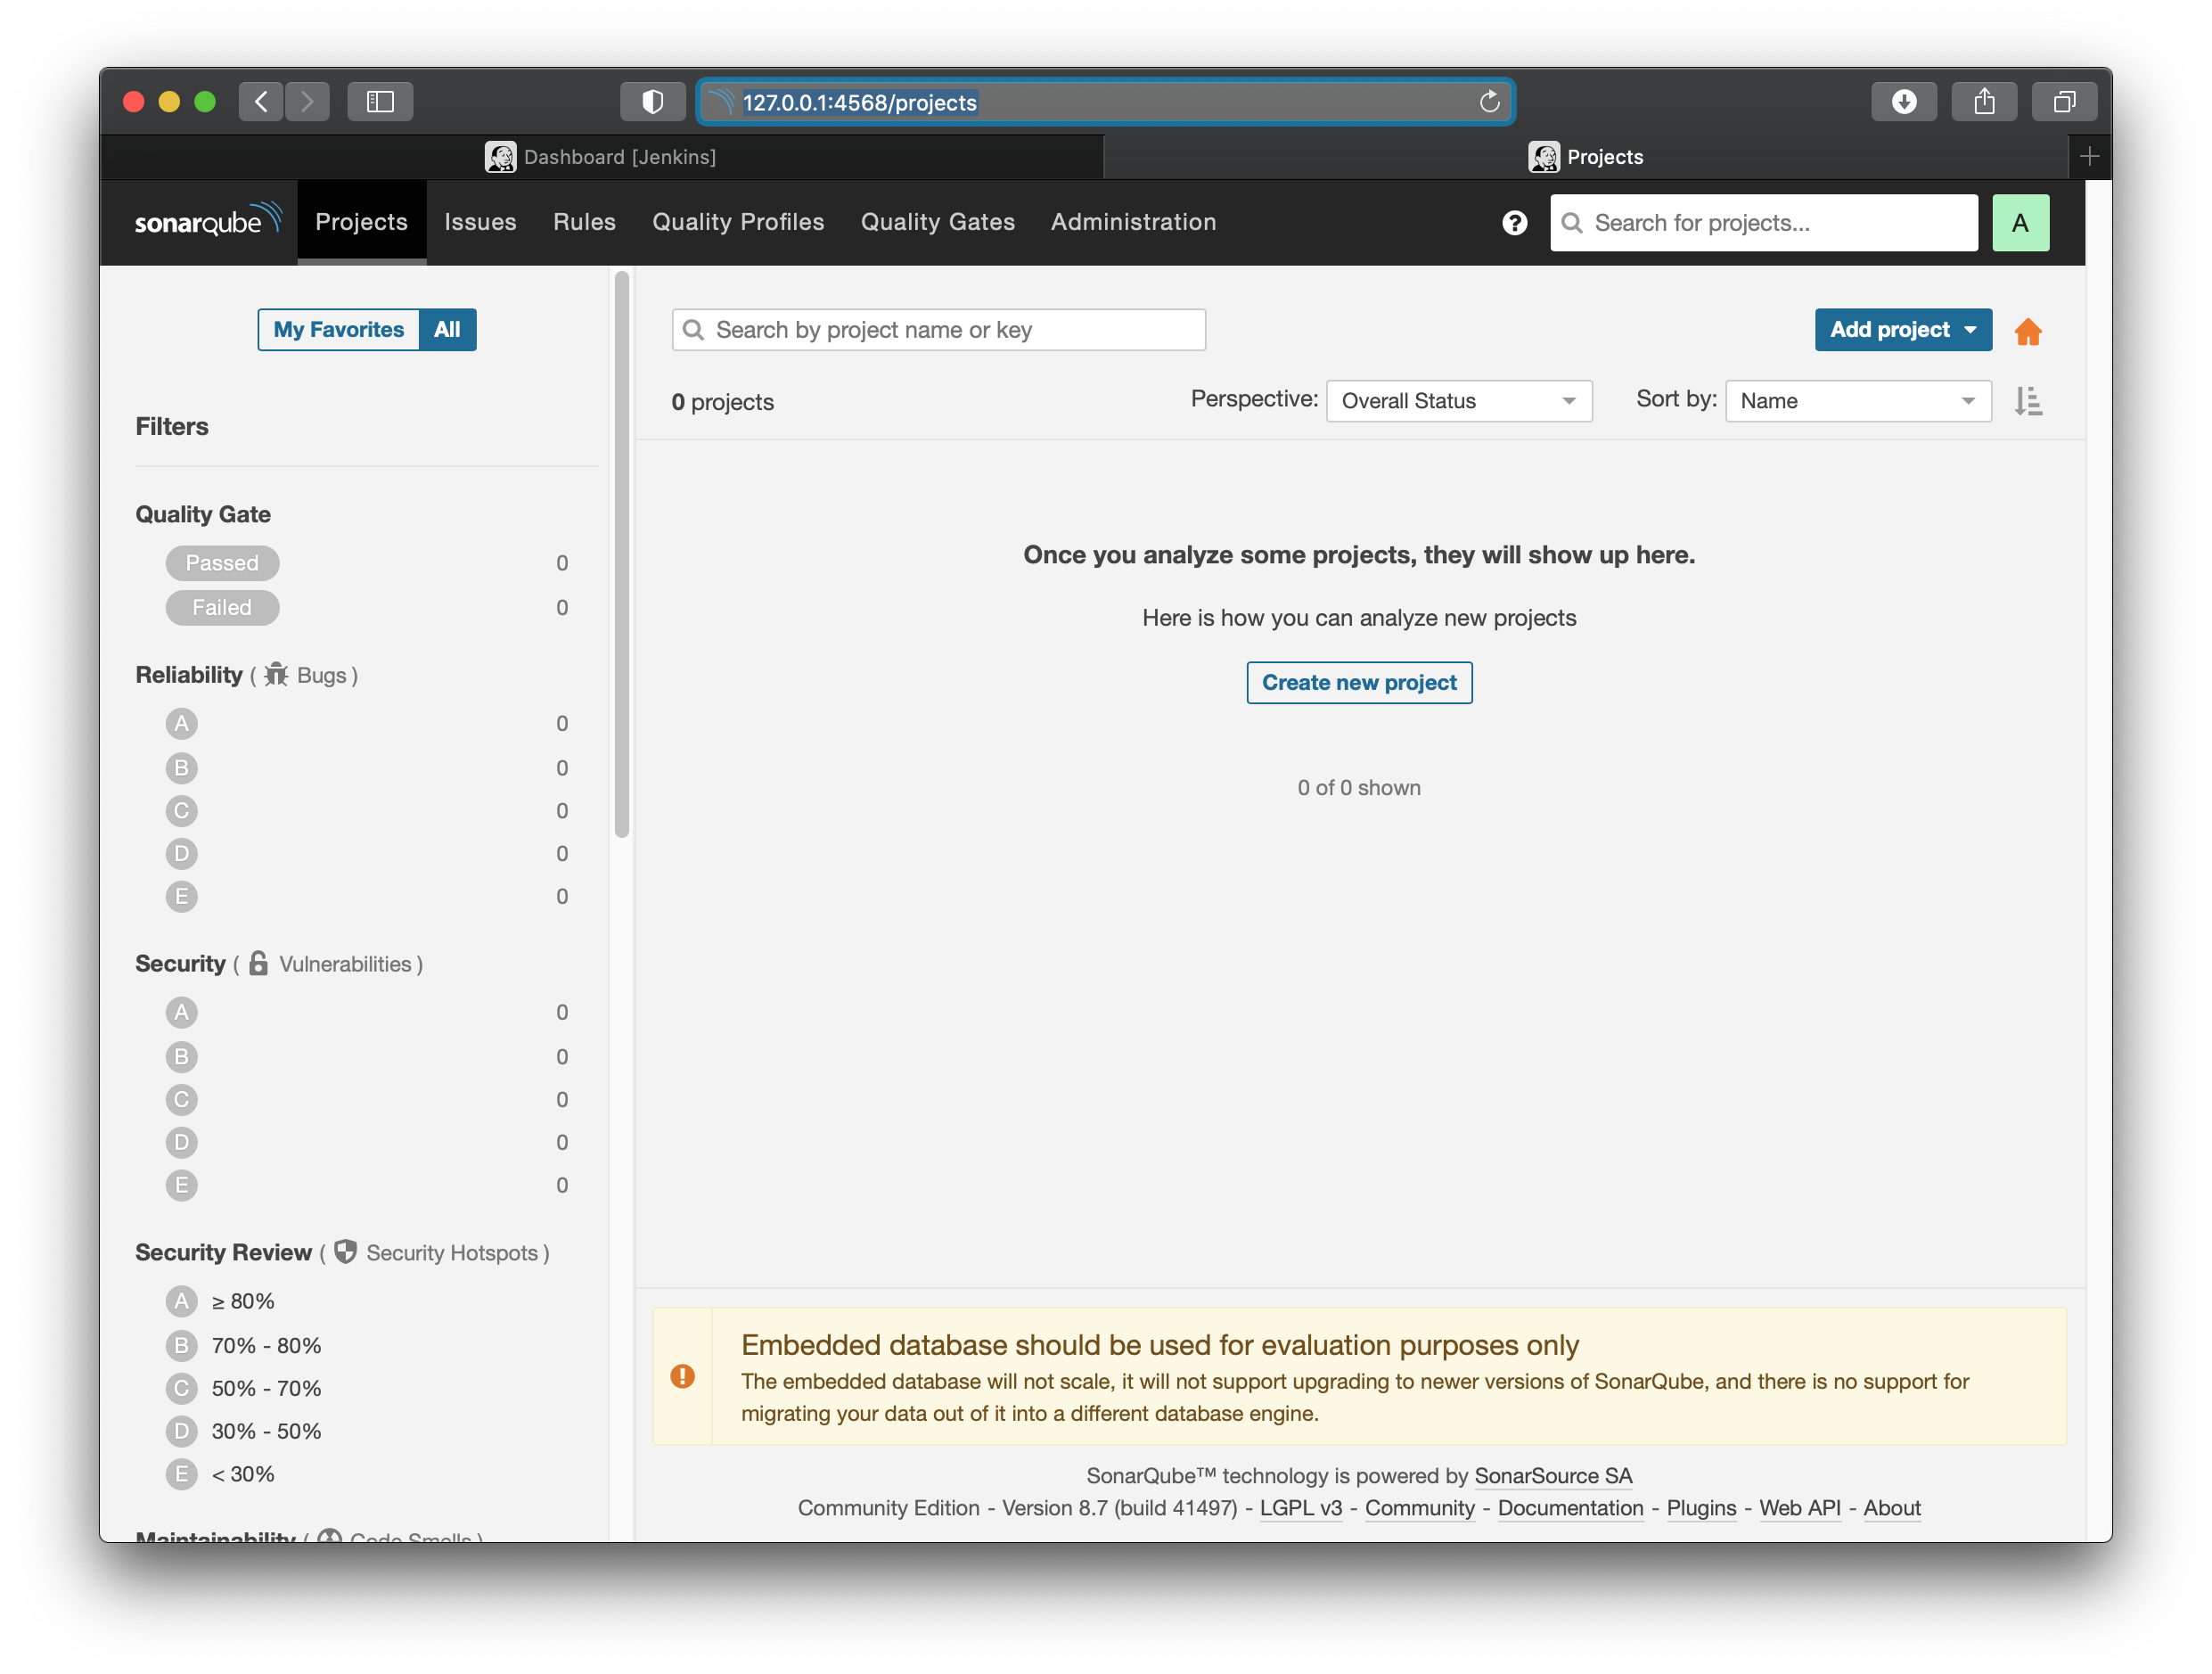 127.0.0.1:4568/projects
Dashboard [Jenkins]
Projects
sonarqube
Projects
Issues
Rules
Quality Profiles
Quality Gates
Administration
?
Search for projects...
A
My Favorites
All
Filters
Quality Gate
Passed 0
Failed 0
Reliability ( Bugs )
A 0
B 0
C 0
D 0
E 0
Security ( Vulnerabilities )
A 0
B 0
C 0
D 0
E 0
Security Review ( Security Hotspots )
A ≥ 80%
B 70% - 80%
C 50% - 70%
D 30% - 50%
E < 30%
Maintainability ( Code Smells )
Search by project name or key
Add project
0 projects
Perspective: Overall Status
Sort by: Name
Once you analyze some projects, they will show up here.
Here is how you can analyze new projects
Create new project
0 of 0 shown
Embedded database should be used for evaluation purposes only
The embedded database will not scale, it will not support upgrading to newer versions of SonarQube, and there is no support for
migrating your data out of it into a different database engine.
SonarQube™ technology is powered by SonarSource SA
Community Edition - Version 8.7 (build 41497) - LGPL v3 - Community - Documentation - Plugins - Web API - About